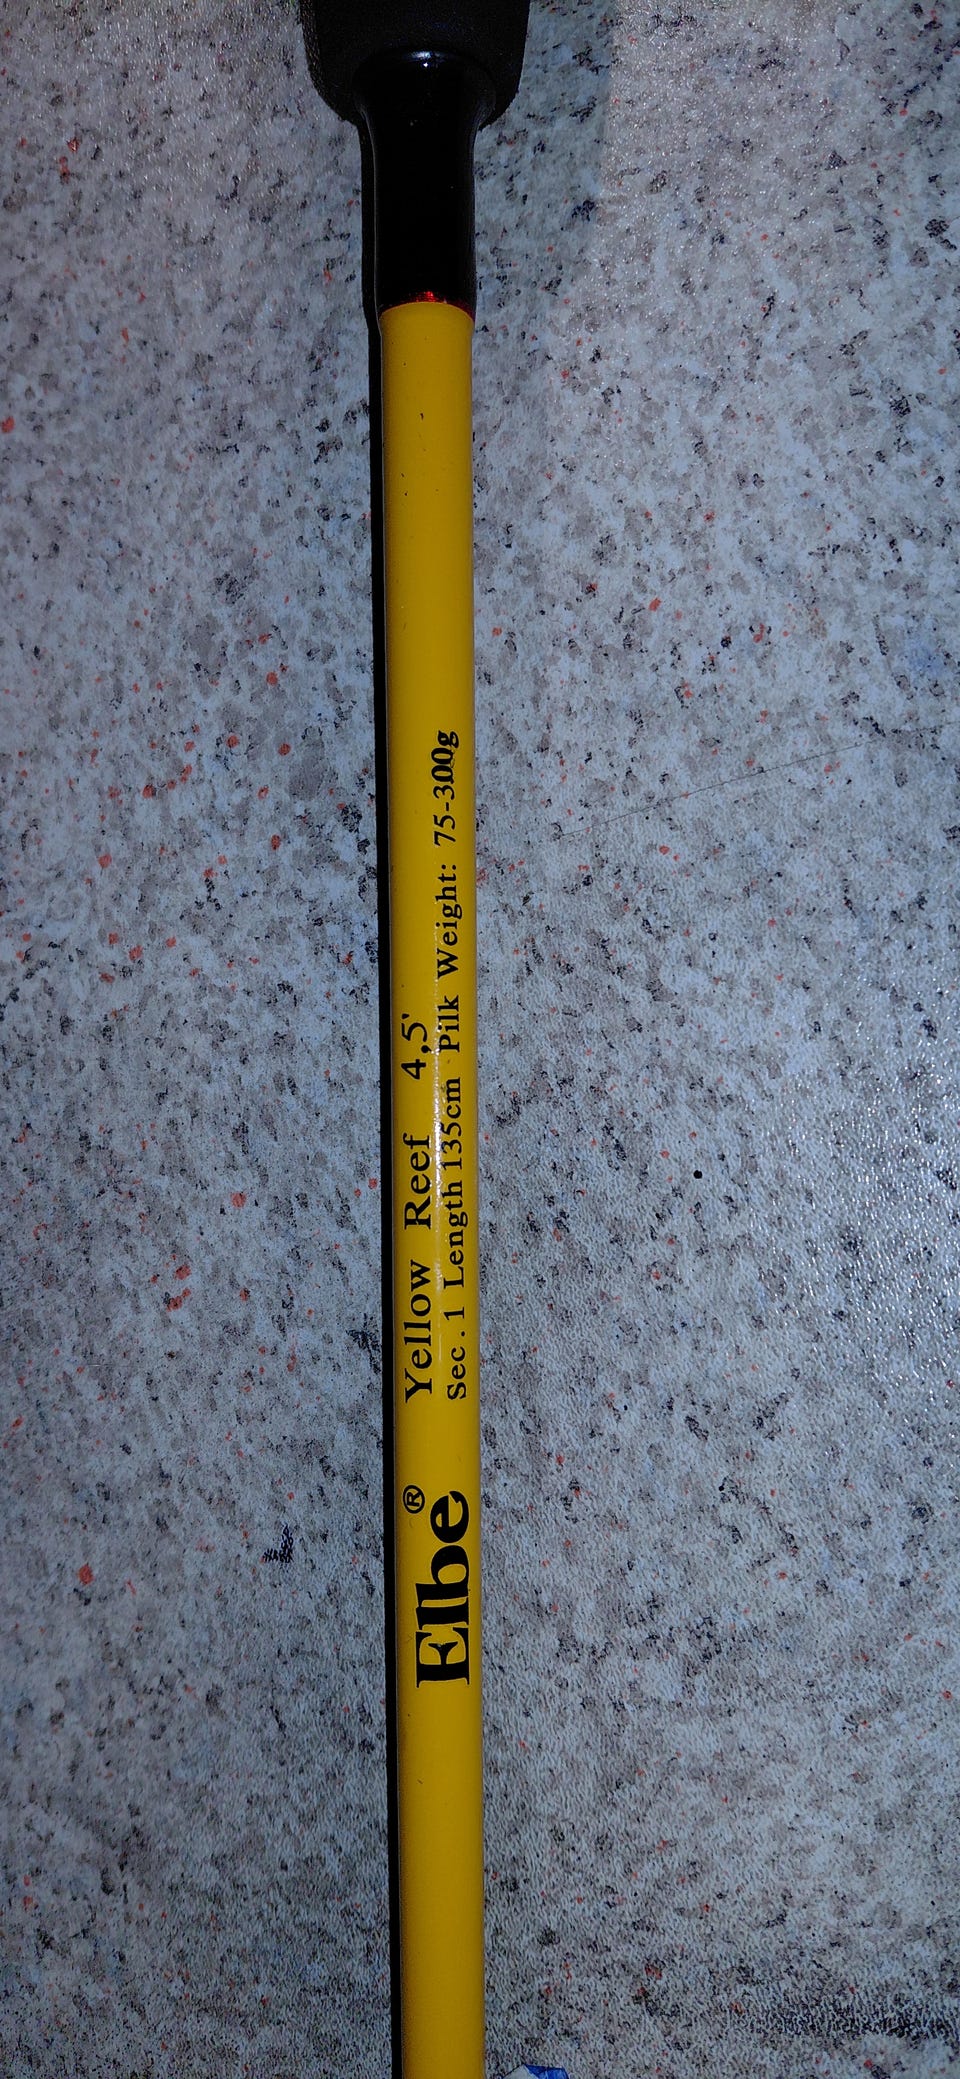 Elbe®
Yellow Reef 4,5'
Sec. 1 Length 135cm Pilk Weight: 75-300g